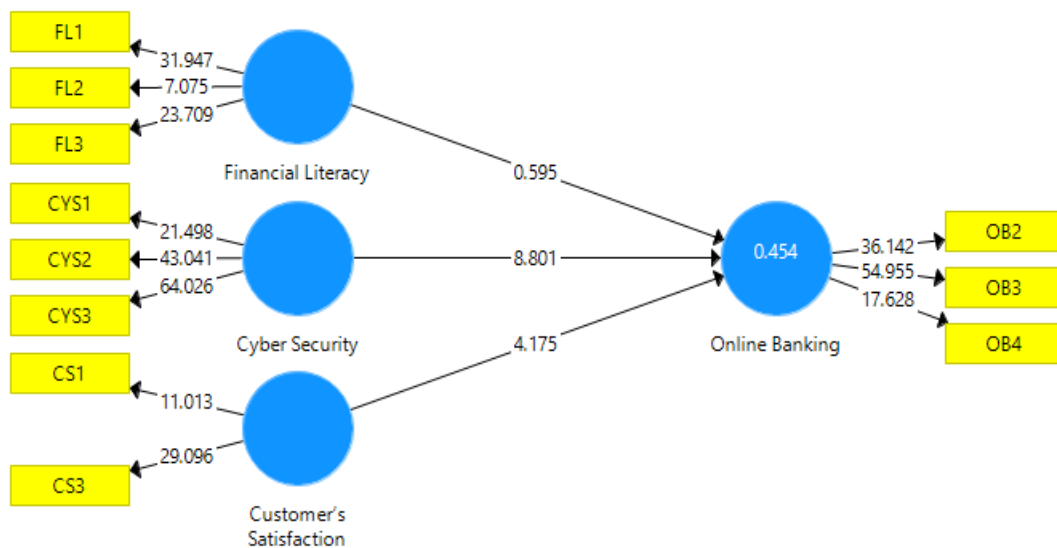 FL1
31.947
FL2
7.075
23.709
FL3
Financial Literacy
0.595
CYS1
21.498
CYS2
43.041
64.026
CYS3
Cyber Security
8.801
0.454
Online Banking
36.142
OB2
54.955
OB3
17.628
OB4
CS1
11.013
4.175
29.096
CS3
Customer's
Satisfaction